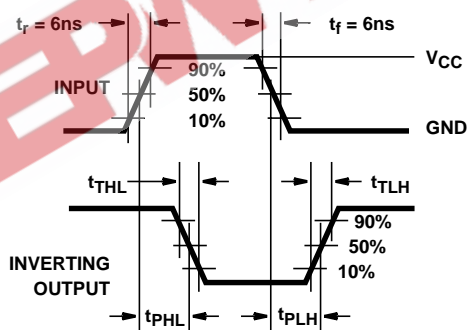 tr = 6ns
tf = 6ns
VCC
INPUT
90%
50%
10%
GND
tTHL
tTLH
90%
50%
10%
INVERTING
OUTPUT
tPHL
tPLH